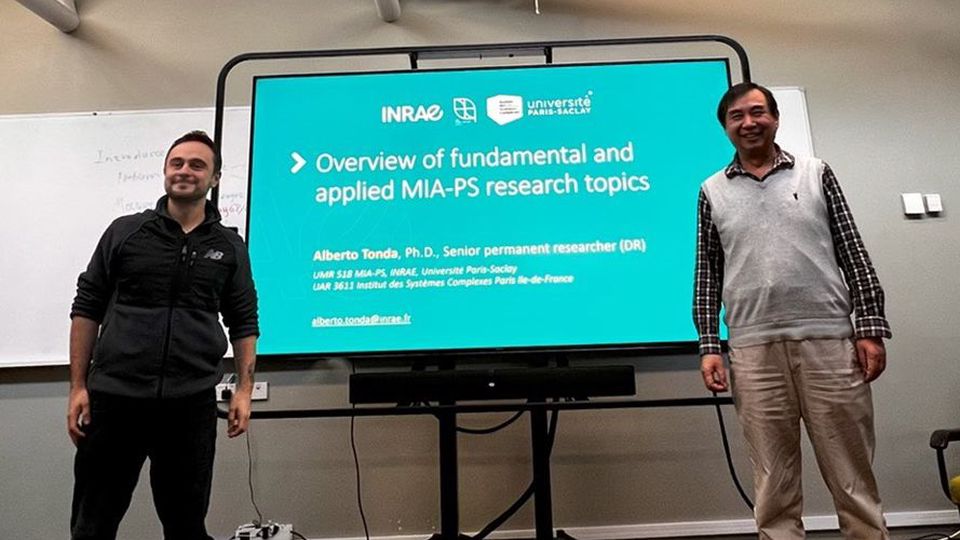 INRAE
université
PARIS-SACLAY
Overview of fundamental and
applied MIA-PS research topics
Alberto Tonda, Ph.D., Senior permanent researcher (DR)
UMR 518 MIA-PS, INRAE, Université Paris-Saclay
UAR 3611 Institut des Systèmes Complexes Paris Ile-de-France
alberto.tonda@inrae.fr